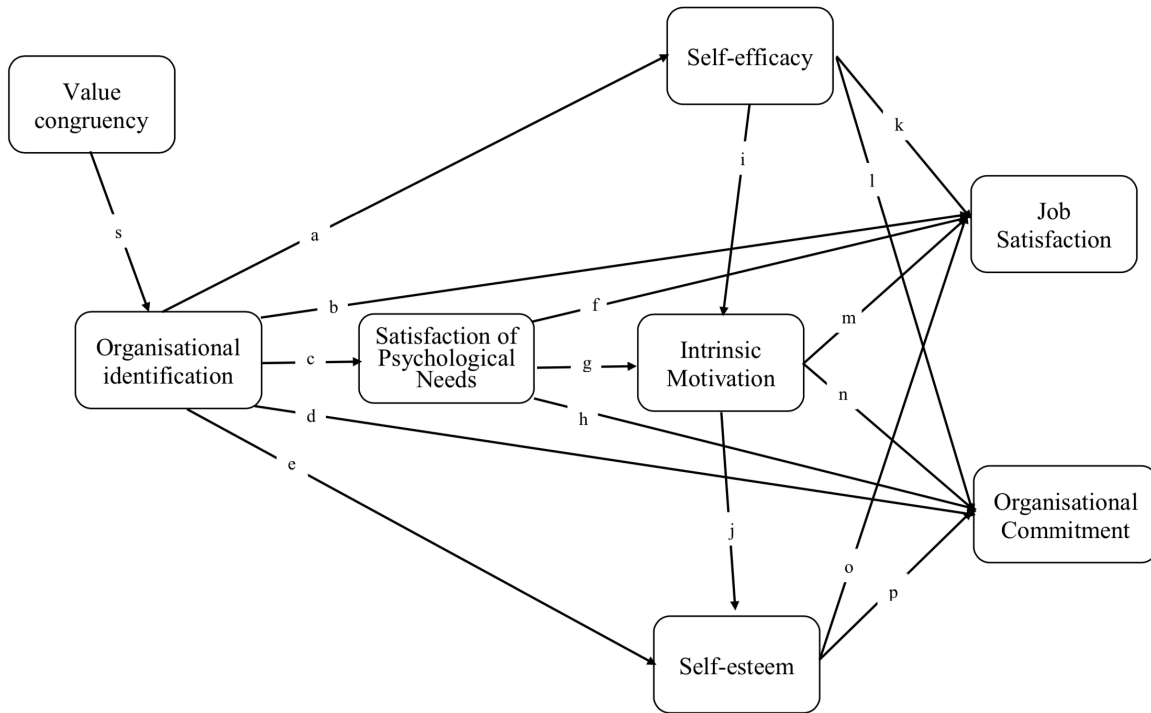 Self-efficacy
Value
congruency
k
i
l
Job
Satisfaction
s
a
b
f
m
Organisational
identification
c
Satisfaction of
Psychological
Needs
g
Intrinsic
Motivation
d
h
n
e
Organisational
Commitment
j
o
p
Self-esteem